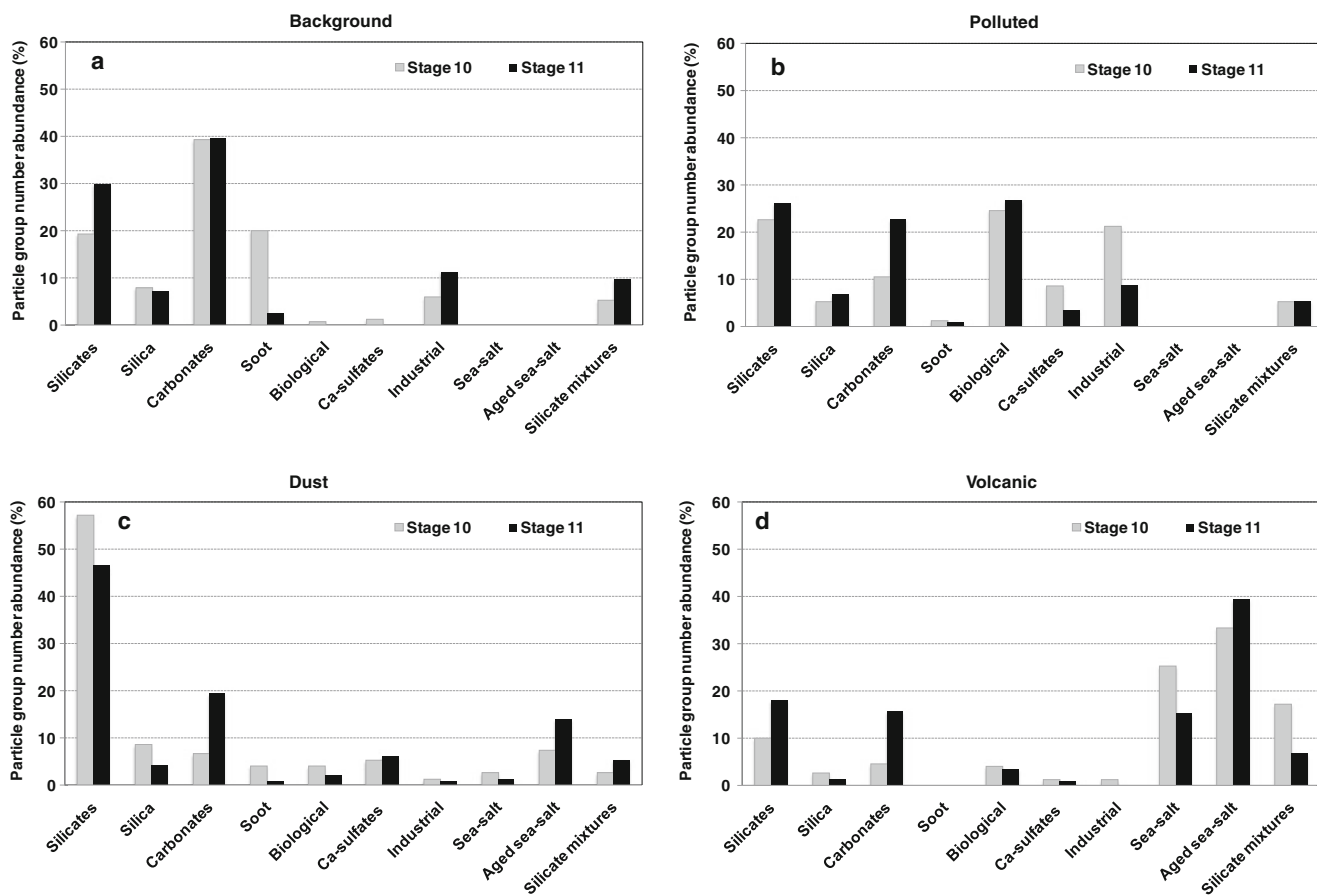 Background
Particle group number abundance (%)
60
50
40
30
20
10
0
a
Stage 10
Stage 11
Silicates
Silica
Carbonates
Soot
Biological
Ca-sulfates
Industrial
Sea-salt
Aged sea-salt
Silicate mixtures
Polluted
Particle group number abundance (%)
60
50
40
30
20
10
0
b
Stage 10
Stage 11
Silicates
Silica
Carbonates
Soot
Biological
Ca-sulfates
Industrial
Sea-salt
Aged sea-salt
Silicate mixtures
Dust
Particle group number abundance (%)
60
50
40
30
20
10
0
c
Stage 10
Stage 11
Silicates
Silica
Carbonates
Soot
Biological
Ca-sulfates
Industrial
Sea-salt
Aged sea-salt
Silicate mixtures
Volcanic
Particle group number abundance (%)
60
50
40
30
20
10
0
d
Stage 10
Stage 11
Silicates
Silica
Carbonates
Soot
Biological
Ca-sulfates
Industrial
Sea-salt
Aged sea-salt
Silicate mixtures